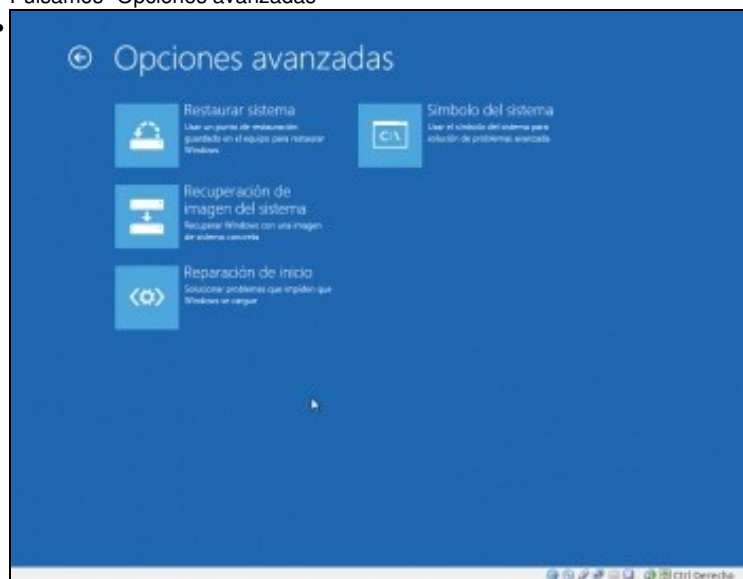 Pulsamos "Opciones avanzadas"
Opciones avanzadas
Restaurar sistema
Usar un punto de restauración
guardado en el equipo para restaurar
Windows
Símbolo del sistema
Usar el símbolo del sistema para
solución de problemas avanzada
Recuperación de
imagen del sistema
Recuperar Windows con una imagen
de sistema concreta
Reparación de inicio
Solucionar problemas que impiden que
Windows se cargue
Ctrl Derecho